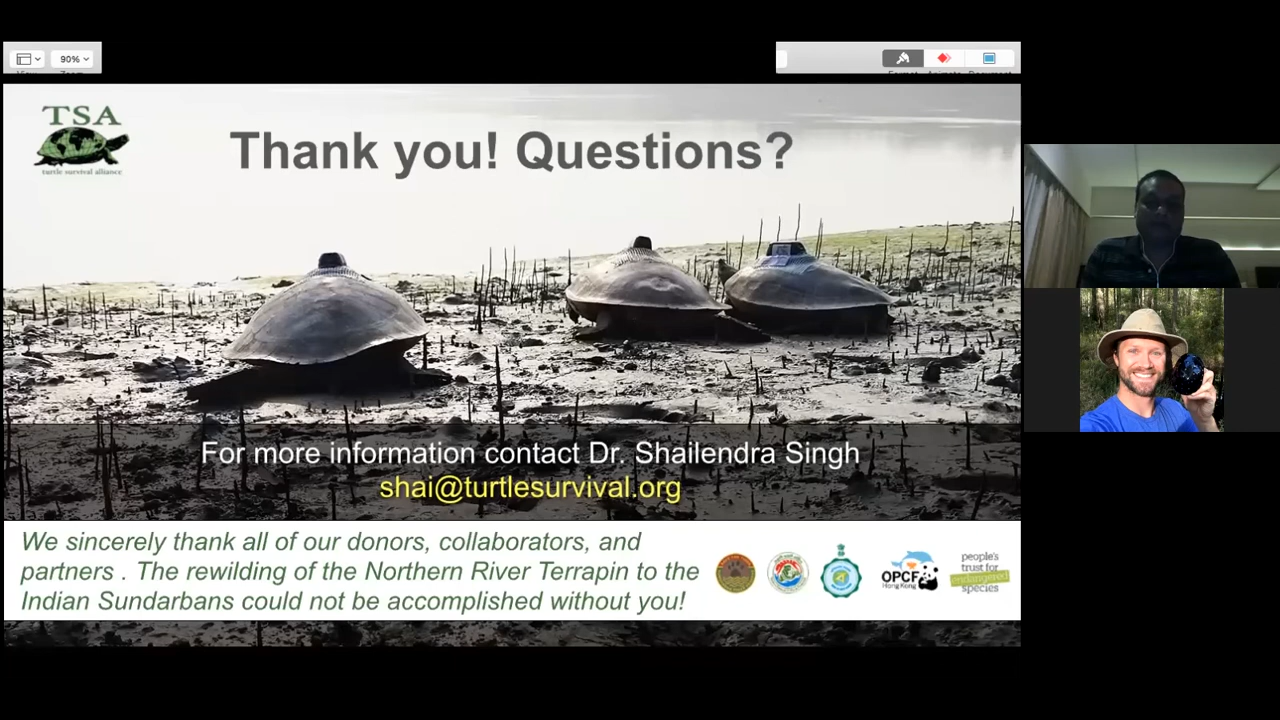 90%
TSA
turtle survival alliance
Thank you! Questions?
For more information contact Dr. Shailendra Singh
shai@turtlesurvival.org
We sincerely thank all of our donors, collaborators, and
partners . The rewilding of the Northern River Terrapin to the
Indian Sundarbans could not be accomplished without you!
OPCF
Hong Kong
people's
trust for
endangered
species